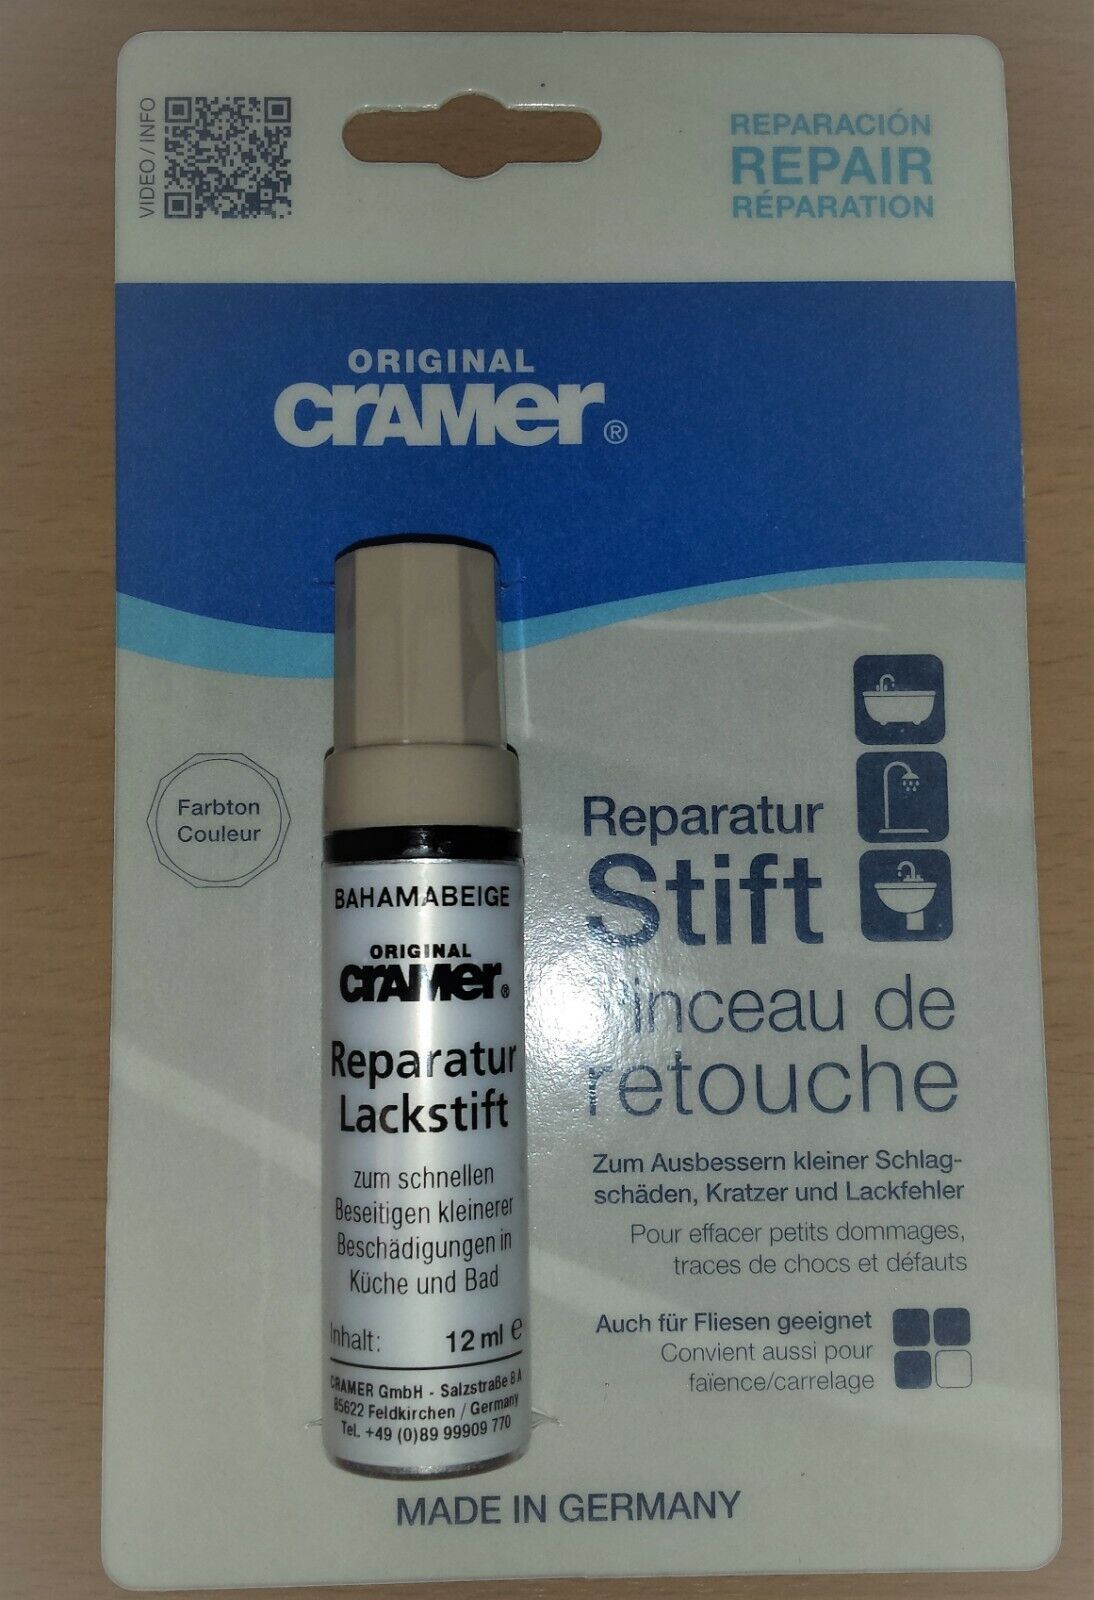 VIDEO / INFO
REPARACIÓN
REPAIR
RÉPARATION
ORIGINAL
CRAMER®
Farbton
Couleur
BAHAMABEIGE
ORIGINAL
CRAMER®
Reparatur
Lackstift
zum schnellen
Beseitigen kleinerer
Beschädigungen in
Küche und Bad
Inhalt: 12 ml e
CRAMER GmbH - Salzstraße 8 A
85622 Feldkirchen / Germany
Tel. +49 (0)89 99909 770
Reparatur
Stift
Pinceau de
retouche
Zum Ausbessern kleiner Schlag-
schäden, Kratzer und Lackfehler
Pour effacer petits dommages,
traces de chocs et défauts
Auch für Fliesen geeignet
Convient aussi pour
faïence/carrelage
MADE IN GERMANY